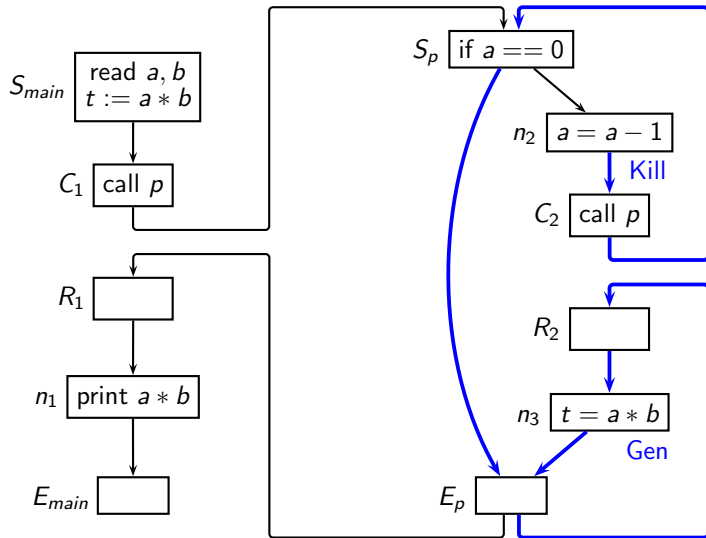 S_main
read a, b
t := a ∗ b
C_1
call p
R_1
n_1
print a ∗ b
E_main
S_p
if a == 0
n_2
a = a − 1
Kill
C_2
call p
R_2
n_3
t = a ∗ b
Gen
E_p